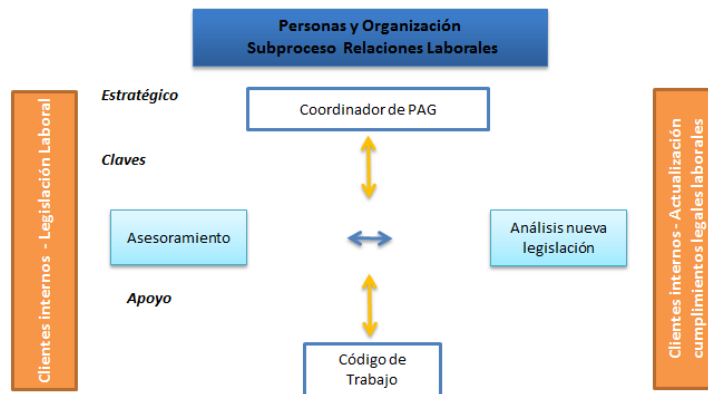 Personas y Organización
Subproceso Relaciones Laborales
Estratégico
Coordinador de PAG
Claves
Clientes internos - Legislación Laboral
Asesoramiento
Análisis nueva
legislación
Clientes internos - Actualización
cumplimientos legales laborales
Apoyo
Código de
Trabajo